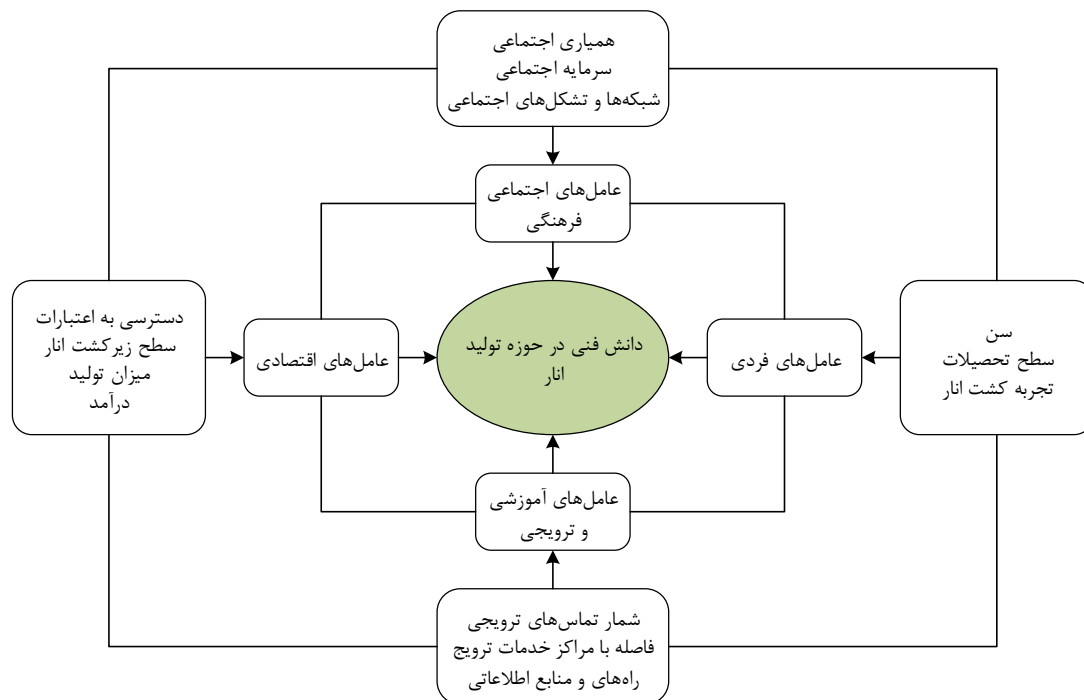 همیاری اجتماعی
سرمایه اجتماعی
شبکه‌ها و تشکل‌های اجتماعی
عامل‌های اجتماعی
فرهنگی
سن
سطح تحصیلات
تجربه کشت انار
عامل‌های فردی
دانش فنی در حوزه تولید
انار
عامل‌های اقتصادی
دسترسی به اعتبارات
سطح زیرکشت انار
میزان تولید
درآمد
عامل‌های آموزشی
و ترویجی
شمار تماس‌های ترویجی
فاصله با مراکز خدمات ترویج
راه‌های و منابع اطلاعاتی